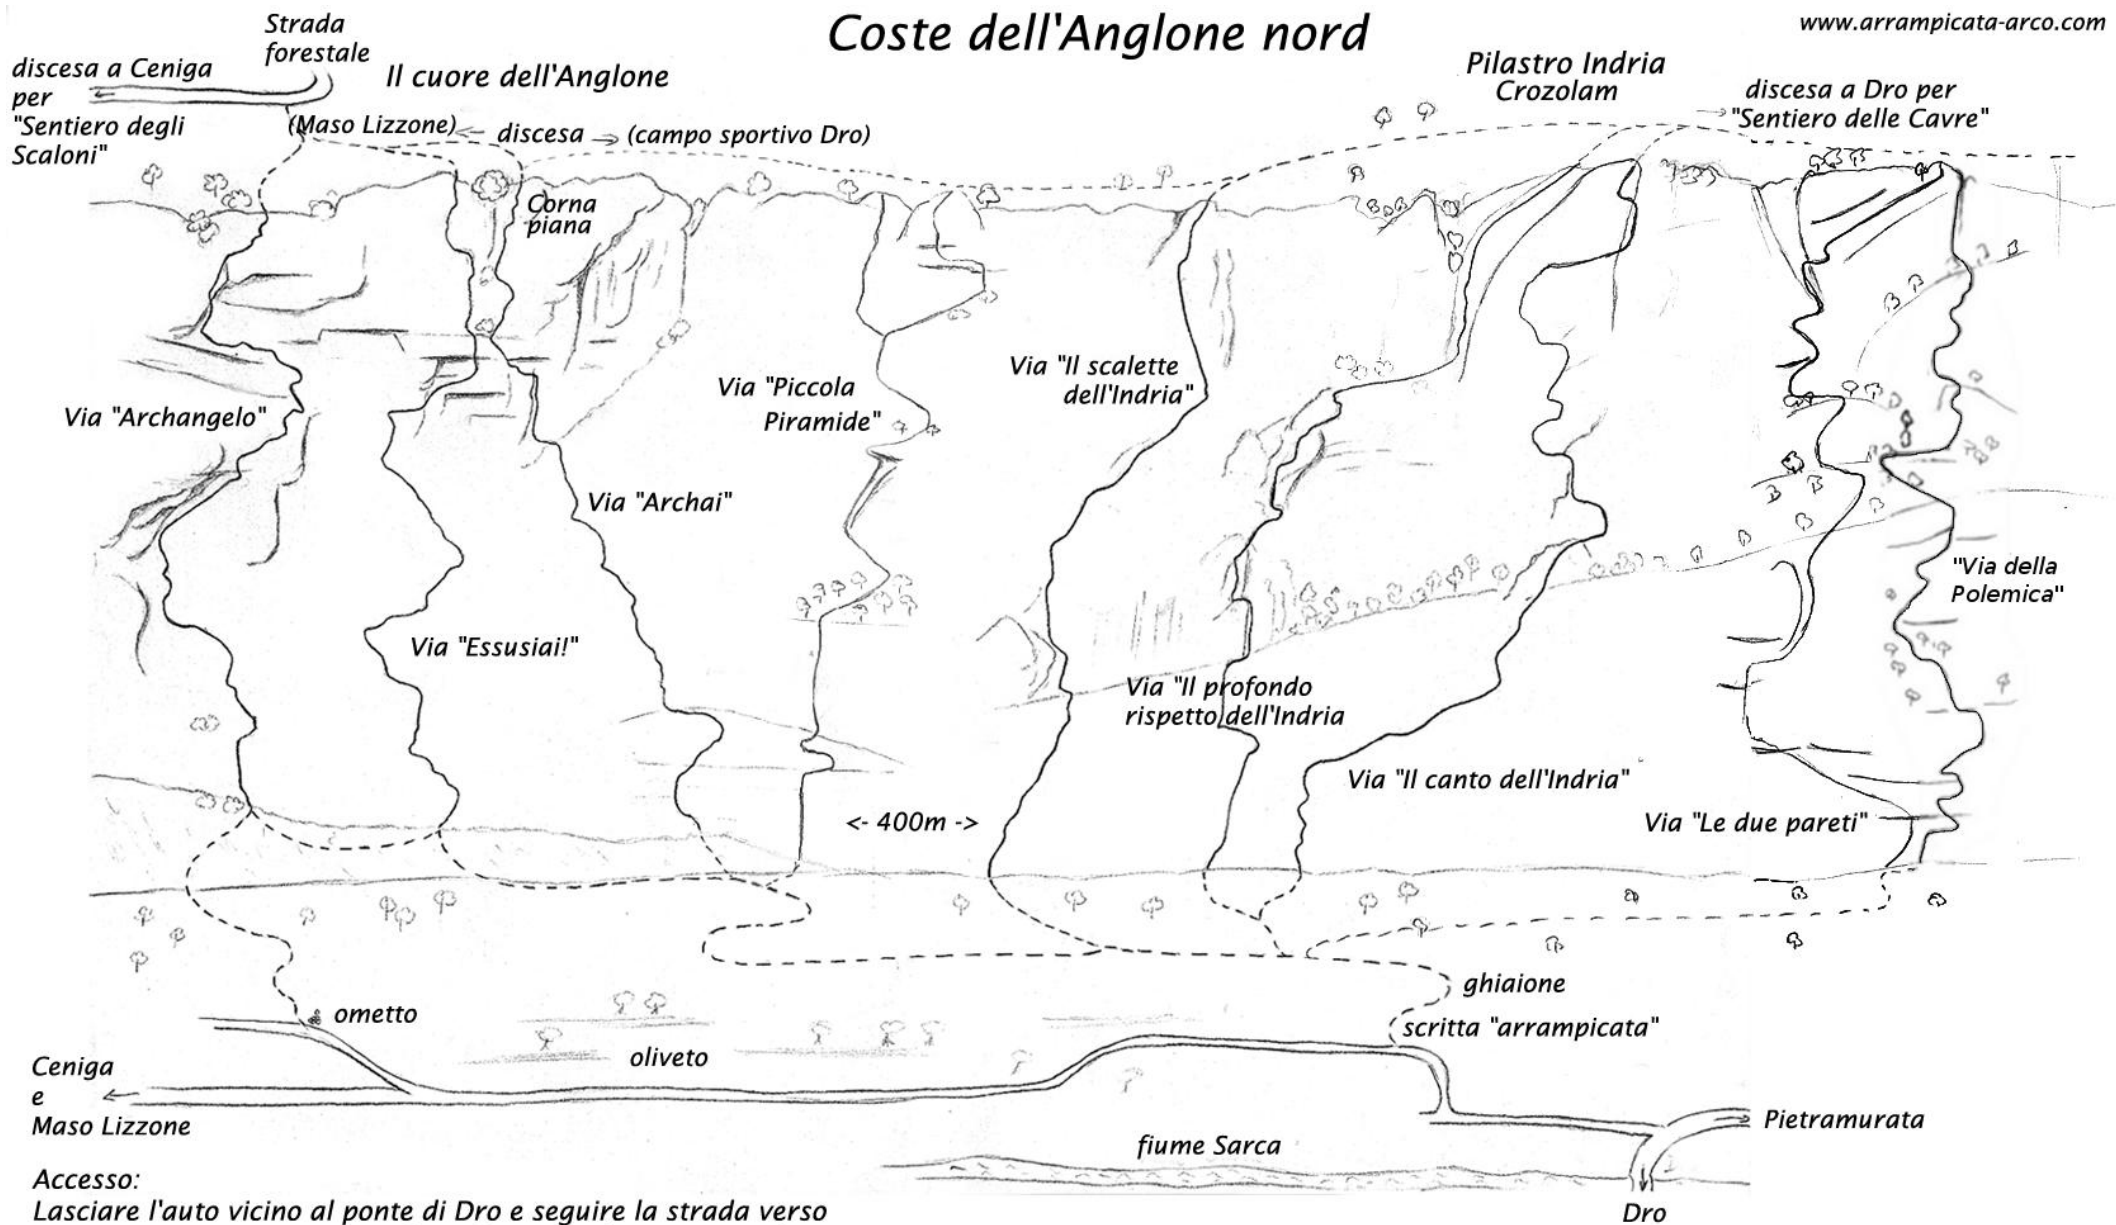 Coste dell'Anglone nord
www.arrampicata-arco.com
Strada
forestale
discesa a Ceniga
per
"Sentiero degli
Scaloni"
Il cuore dell'Anglone
(Maso Lizzone) <- discesa -> (campo sportivo Dro)
Pilastro Indria
Crozolam
discesa a Dro per
"Sentiero delle Cavre"
Corna
piana
Via "Archangelo"
Via "Essusiai!"
Via "Archai"
Via "Piccola
Piramide"
Via "Il scalette
dell'Indria"
Via "Il profondo
rispetto dell'Indria
Via "Il canto dell'Indria"
"Via della
Polemica"
Via "Le due pareti"
<- 400m ->
ghiaione
scritta "arrampicata"
ometto
oliveto
Ceniga
e
Maso Lizzone
Pietramurata
fiume Sarca
Dro
Accesso:
Lasciare l'auto vicino al ponte di Dro e seguire la strada verso